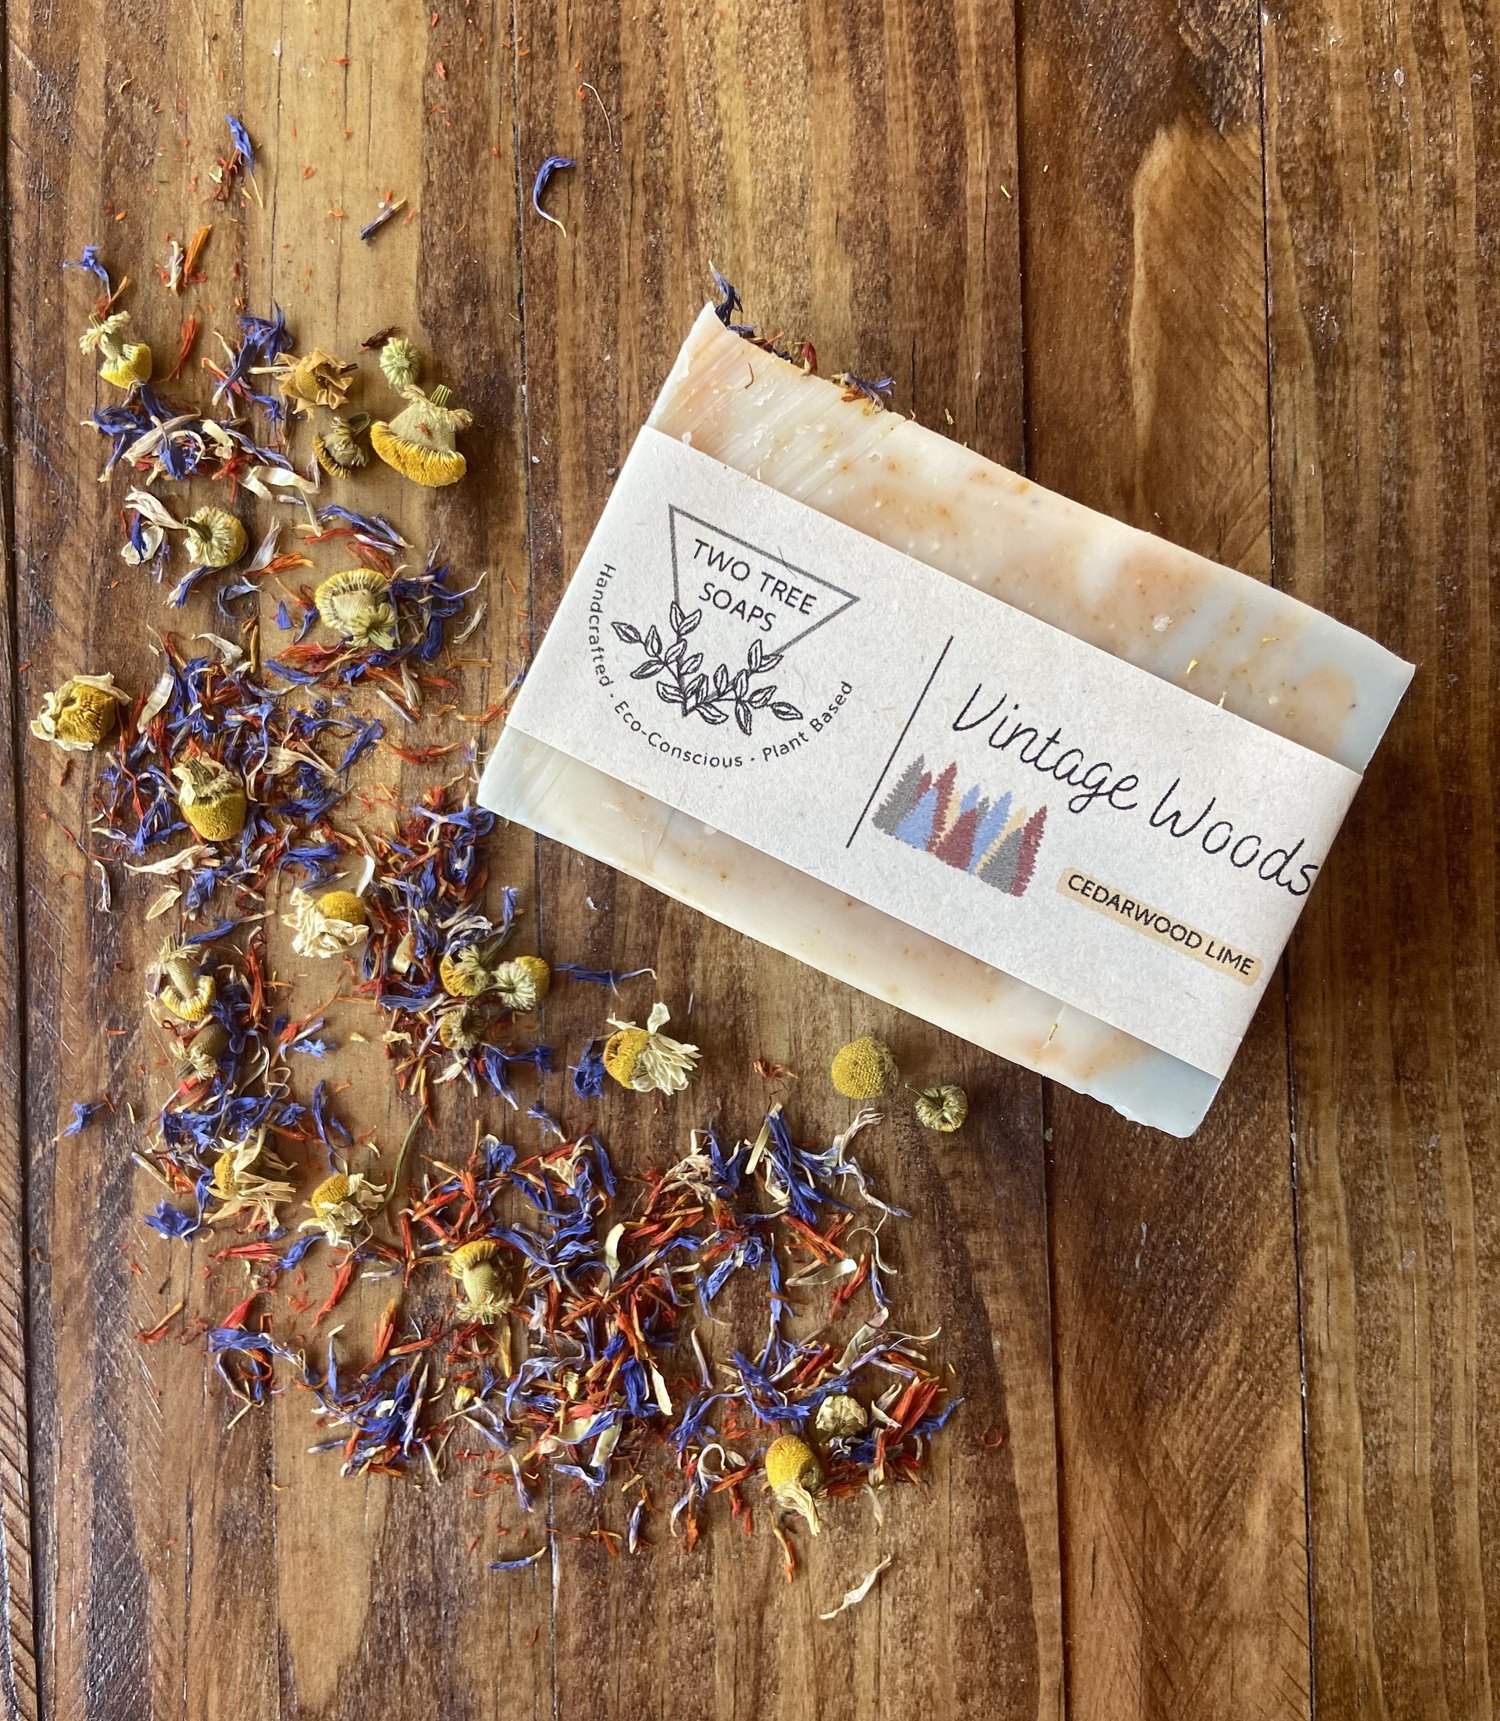 TWO TREE
SOAPS
Handcrafted · Eco-Conscious · Plant Based
Vintage Woods
CEDARWOOD LIME